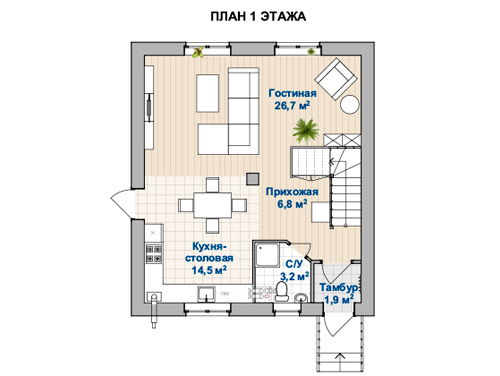 ПЛАН 1 ЭТАЖА
Гостиная
26,7 м²
Прихожая
6,8 м²
Кухня-
столовая
14,5 м²
С/У
3,2 м²
Тамбур
1,9 м²
ПМ